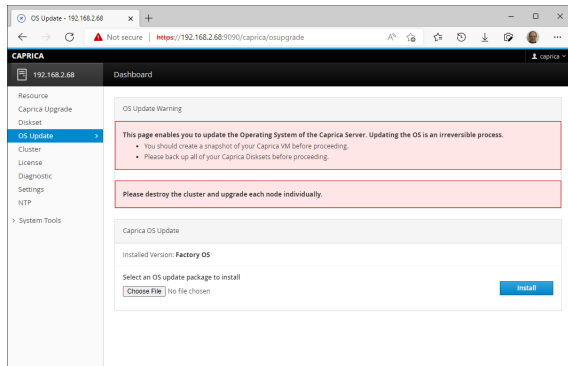 OS Update - 192.168.2.68
Not secure | https://192.168.2.68:9090/caprica/osupgrade
CAPRICA
caprica
192.168.2.68
Dashboard
Resource
Caprica Upgrade
Diskset
OS Update
Cluster
License
Diagnostic
Settings
NTP
System Tools
OS Update Warning
This page enables you to update the Operating System of the Caprica Server. Updating the OS is an irreversible process.
• You should create a snapshot of your Caprica VM before proceeding.
• Please back up all of your Caprica Disksets before proceeding.
Please destroy the cluster and upgrade each node individually.
Caprica OS Update
Installed Version: Factory OS
Select an OS update package to install
Choose File No file chosen
Install